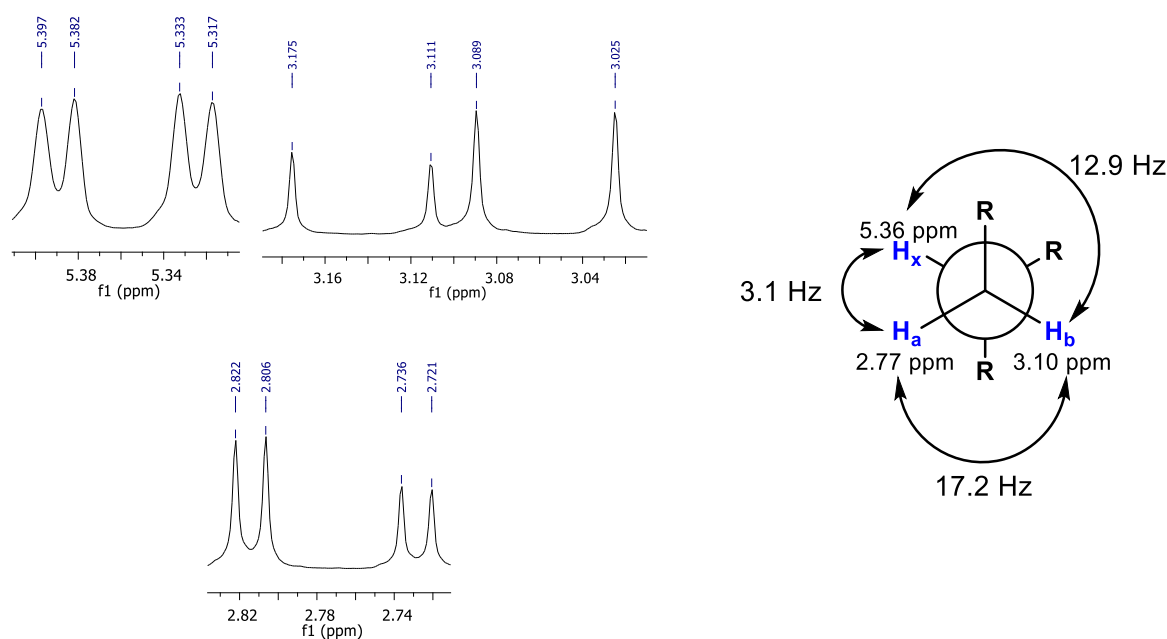 5.397
5.382
5.333
5.317
5.38
5.34
f1 (ppm)
3.175
3.111
3.089
3.025
3.16
3.12
3.08
3.04
f1 (ppm)
2.822
2.806
2.736
2.721
2.82
2.78
2.74
f1 (ppm)
12.9 Hz
R
5.36 ppm
Hx
R
3.1 Hz
Ha
Hb
2.77 ppm
R
3.10 ppm
17.2 Hz